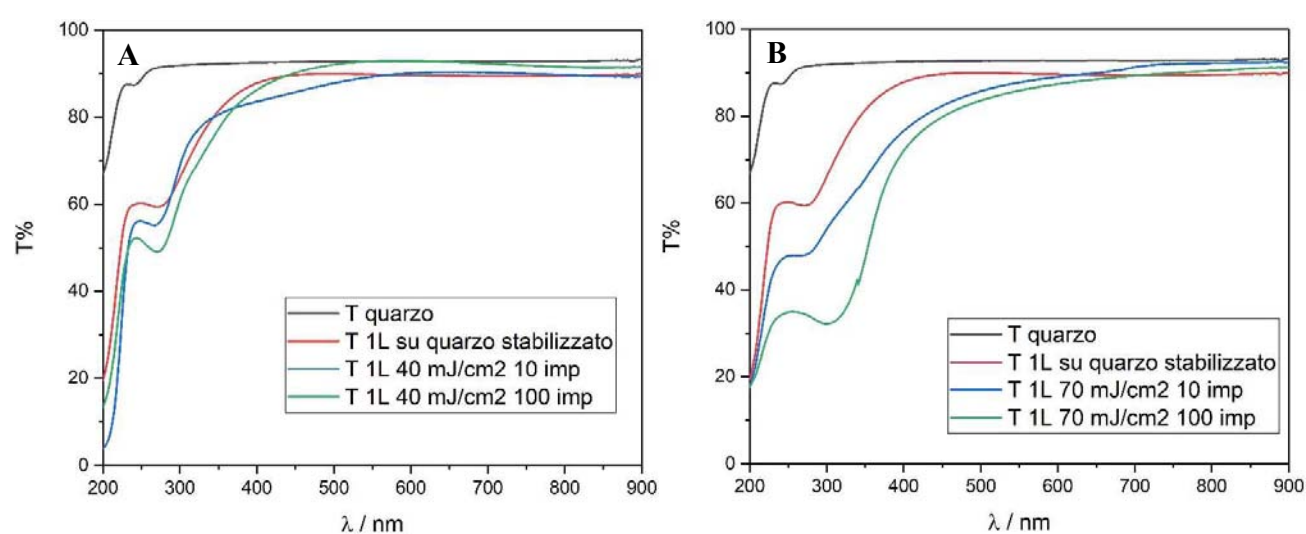 A
100
80
60
40
20
0
T%
T quarzo
T 1L su quarzo stabilizzato
T 1L 40 mJ/cm2 10 imp
T 1L 40 mJ/cm2 100 imp
200 300 400 500 600 700 800 900
λ / nm
B
100
80
60
40
20
0
T%
T quarzo
T 1L su quarzo stabilizzato
T 1L 70 mJ/cm2 10 imp
T 1L 70 mJ/cm2 100 imp
200 300 400 500 600 700 800 900
λ / nm